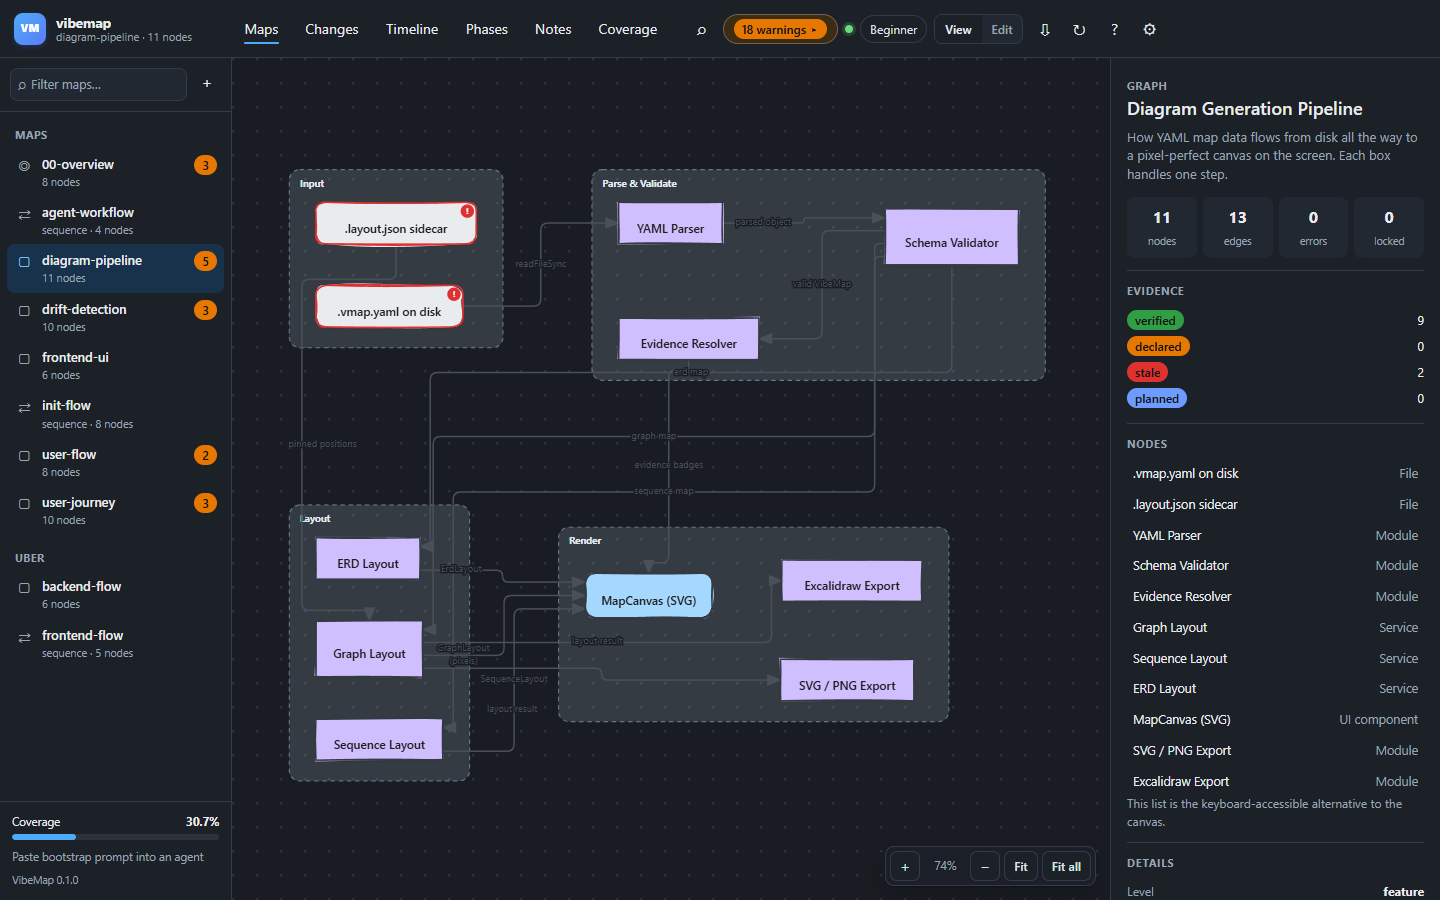 VM
vibemap
diagram-pipeline · 11 nodes
Maps
Changes
Timeline
Phases
Notes
Coverage
18 warnings ▸
Beginner
View
Edit
?
Filter maps...
+
MAPS
00-overview
3
8 nodes
agent-workflow
sequence · 4 nodes
diagram-pipeline
5
11 nodes
drift-detection
3
10 nodes
frontend-ui
6 nodes
init-flow
sequence · 8 nodes
user-flow
2
8 nodes
user-journey
3
10 nodes
UBER
backend-flow
6 nodes
frontend-flow
sequence · 5 nodes
Coverage
30.7%
Paste bootstrap prompt into an agent
VibeMap 0.1.0
Input
.layout.json sidecar
!
.vmap.yaml on disk
!
readFileSync
Parse & Validate
YAML Parser
parsed object
Schema Validator
valid VibeMap
Evidence Resolver
erd map
pinned positions
graph map
evidence badges
sequence map
Layout
ERD Layout
ErdLayout
Graph Layout
GraphLayout
(pixels)
SequenceLayout
layout result
Sequence Layout
Render
MapCanvas (SVG)
Excalidraw Export
layout result
SVG / PNG Export
+
74%
−
Fit
Fit all
GRAPH
Diagram Generation Pipeline
How YAML map data flows from disk all the way to
a pixel-perfect canvas on the screen. Each box
handles one step.
11
nodes
13
edges
0
errors
0
locked
EVIDENCE
verified
9
declared
0
stale
2
planned
0
NODES
.vmap.yaml on disk
File
.layout.json sidecar
File
YAML Parser
Module
Schema Validator
Module
Evidence Resolver
Module
Graph Layout
Service
Sequence Layout
Service
ERD Layout
Service
MapCanvas (SVG)
UI component
SVG / PNG Export
Module
Excalidraw Export
Module
This list is the keyboard-accessible alternative to the
canvas.
DETAILS
Level
feature